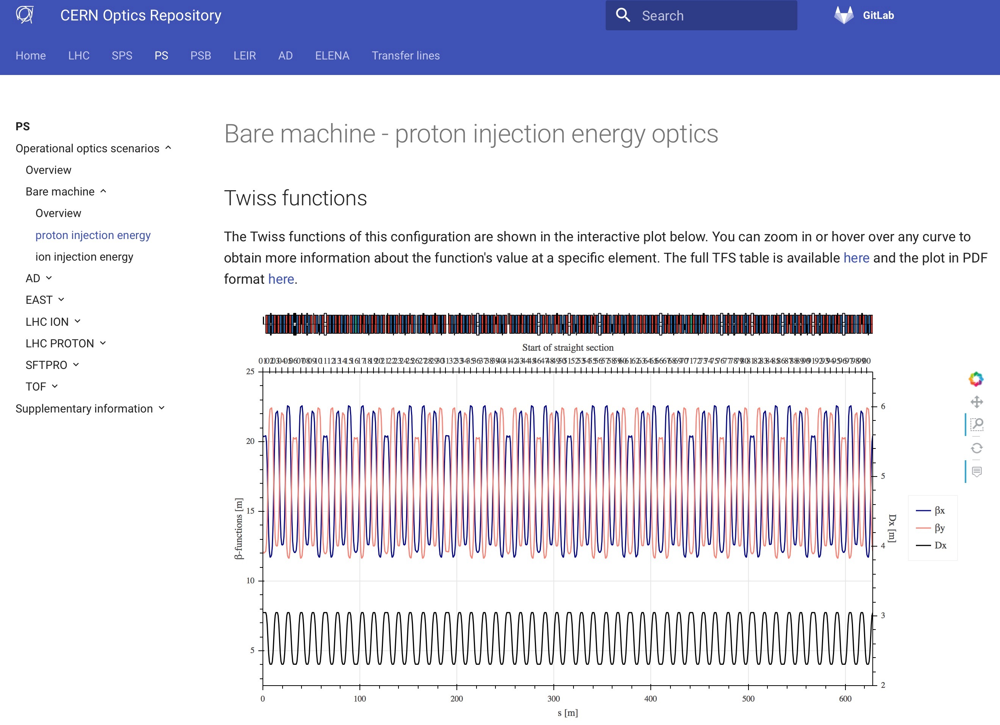 CERN Optics Repository
Search
GitLab
Home LHC SPS PS PSB LEIR AD ELENA Transfer lines
PS
Operational optics scenarios
Overview
Bare machine
Overview
proton injection energy
ion injection energy
AD
EAST
LHC ION
LHC PROTON
SFTPRO
TOF
Supplementary information
Bare machine - proton injection energy optics
Twiss functions
The Twiss functions of this configuration are shown in the interactive plot below. You can zoom in or hover over any curve to
obtain more information about the function's value at a specific element. The full TFS table is available here and the plot in PDF
format here.
Start of straight section
25
20
15
10
5
β-functions [m]
6
5
4
3
2
Dx [m]
0 100 200 300 400 500 600
s [m]
βx
βy
Dx